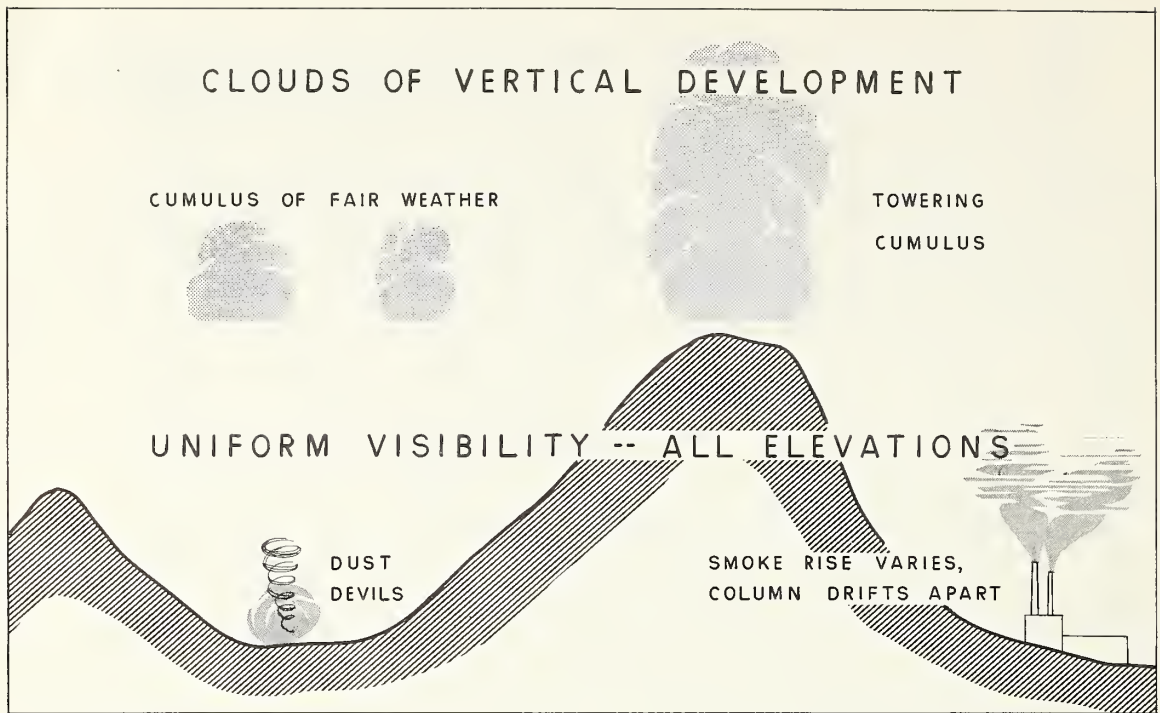 CLOUDS OF VERTICAL DEVELOPMENT
CUMULUS OF FAIR WEATHER
TOWERING
CUMULUS
UNIFORM VISIBILITY -- ALL ELEVATIONS
DUST
DEVILS
SMOKE RISE VARIES,
COLUMN DRIFTS APART